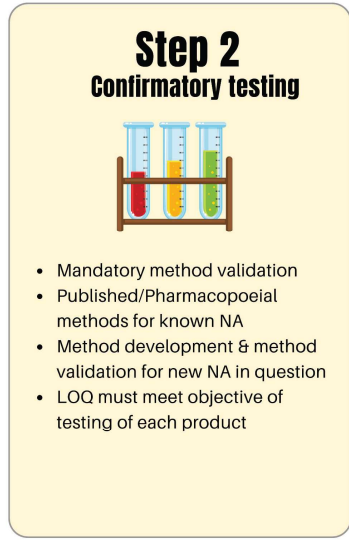 Step 2
Confirmatory testing
• Mandatory method validation
• Published/Pharmacopoeial
methods for known NA
• Method development & method
validation for new NA in question
• LOQ must meet objective of
testing of each product